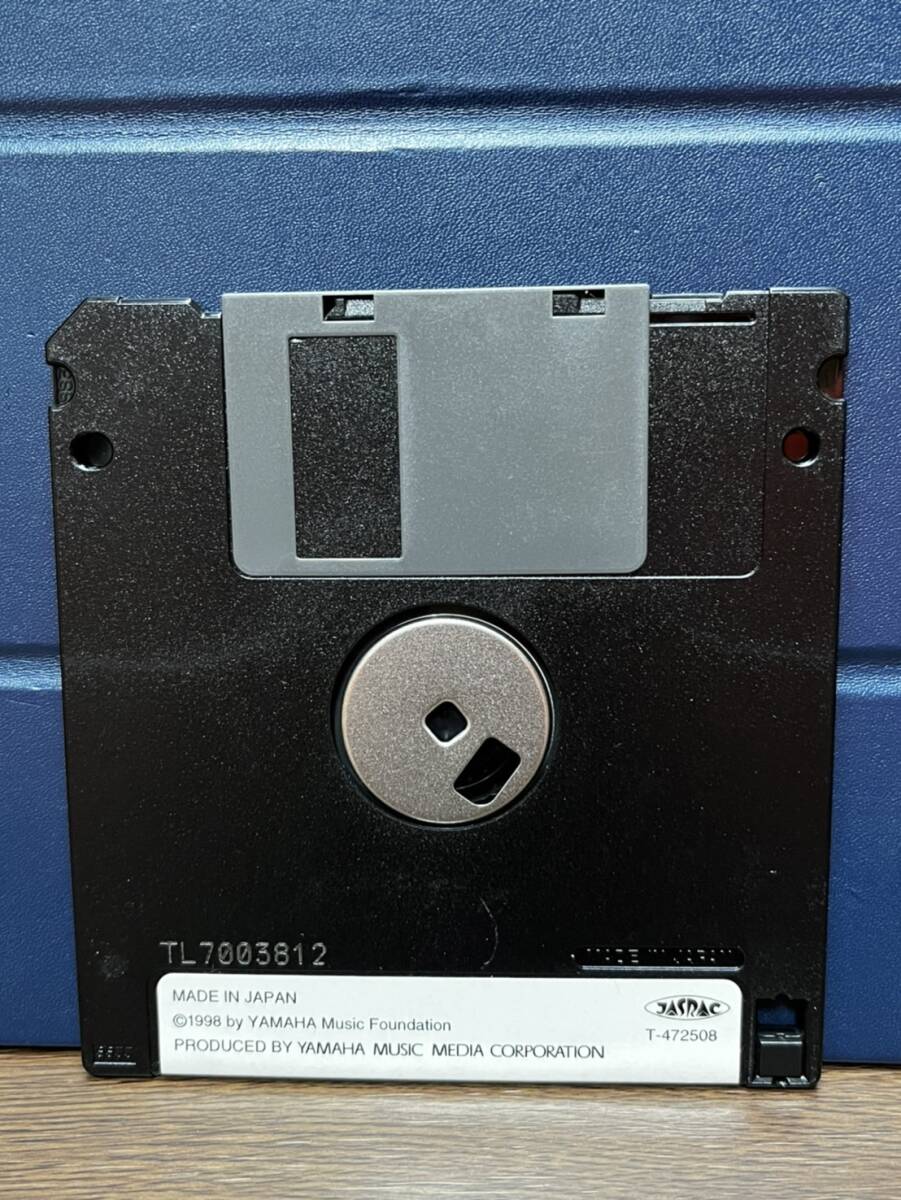 TL7003812
MADE IN JAPAN
MADE IN JAPAN
©1998 by YAMAHA Music Foundation
PRODUCED BY YAMAHA MUSIC MEDIA CORPORATION
JASRAC
T-472508